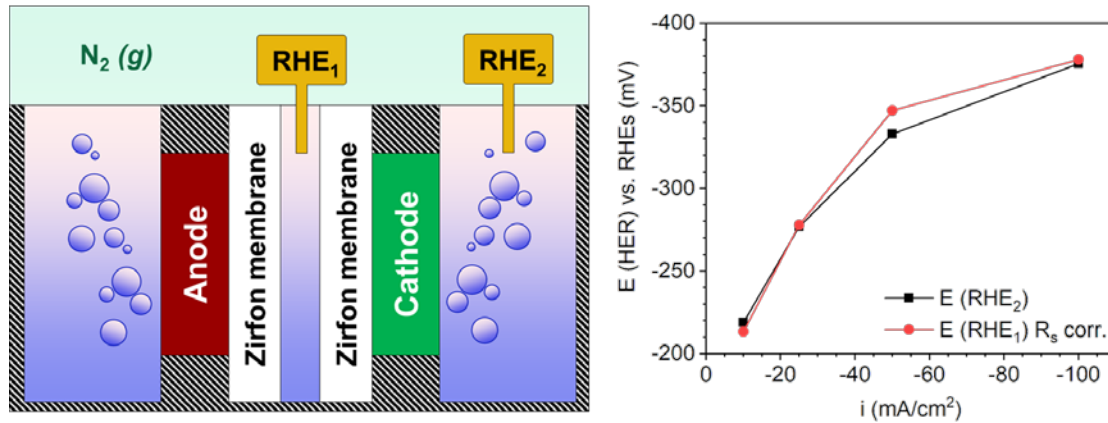 N₂ (g)
RHE₁
RHE₂
Anode
Zirfon membrane
Zirfon membrane
Cathode
E (HER) vs. RHEs (mV)
-400
-350
-300
-250
-200
E (RHE₂)
E (RHE₁) Rₛ corr.
0
-20
-40
-60
-80
-100
i (mA/cm²)